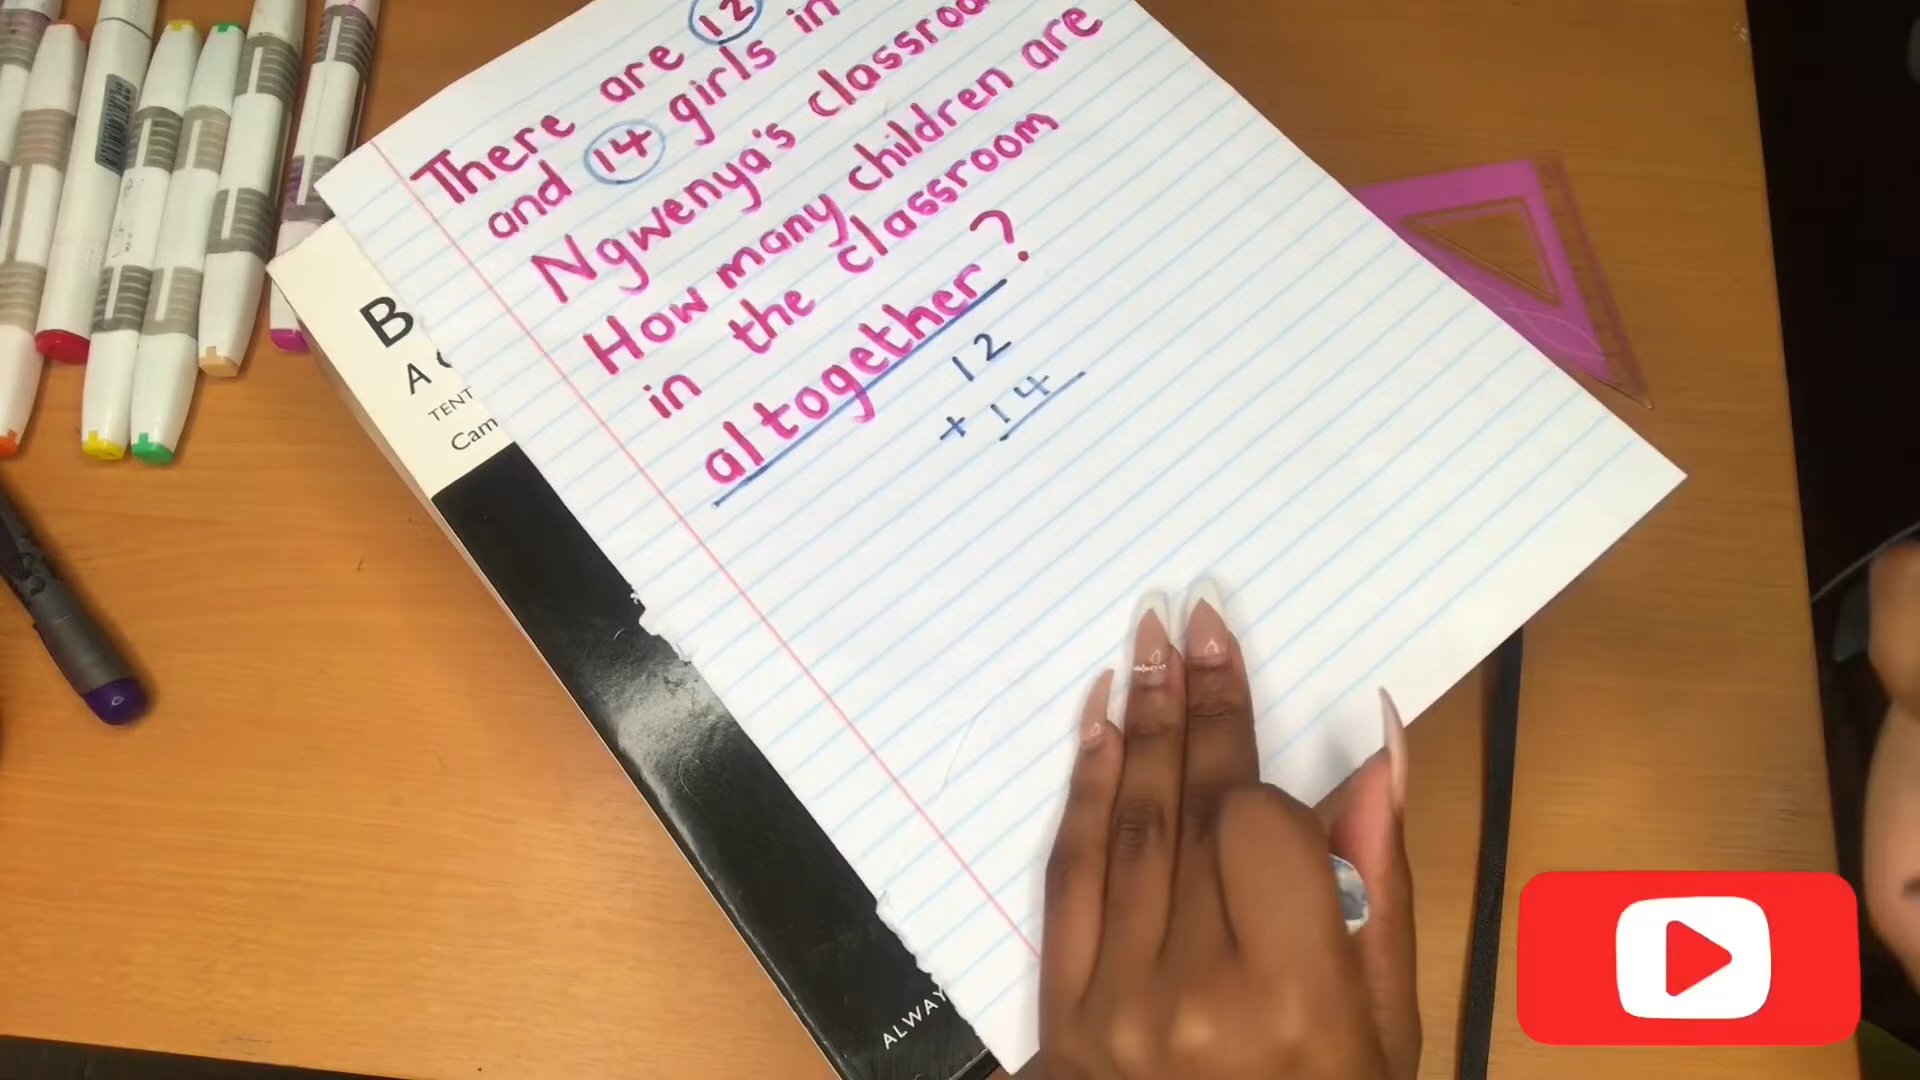 There are 12
and 14 girls in
Ngwenya's
How many children are
in the classroom
altogether?
12
+ 14
B
A
TENT
Cam
ALWAY